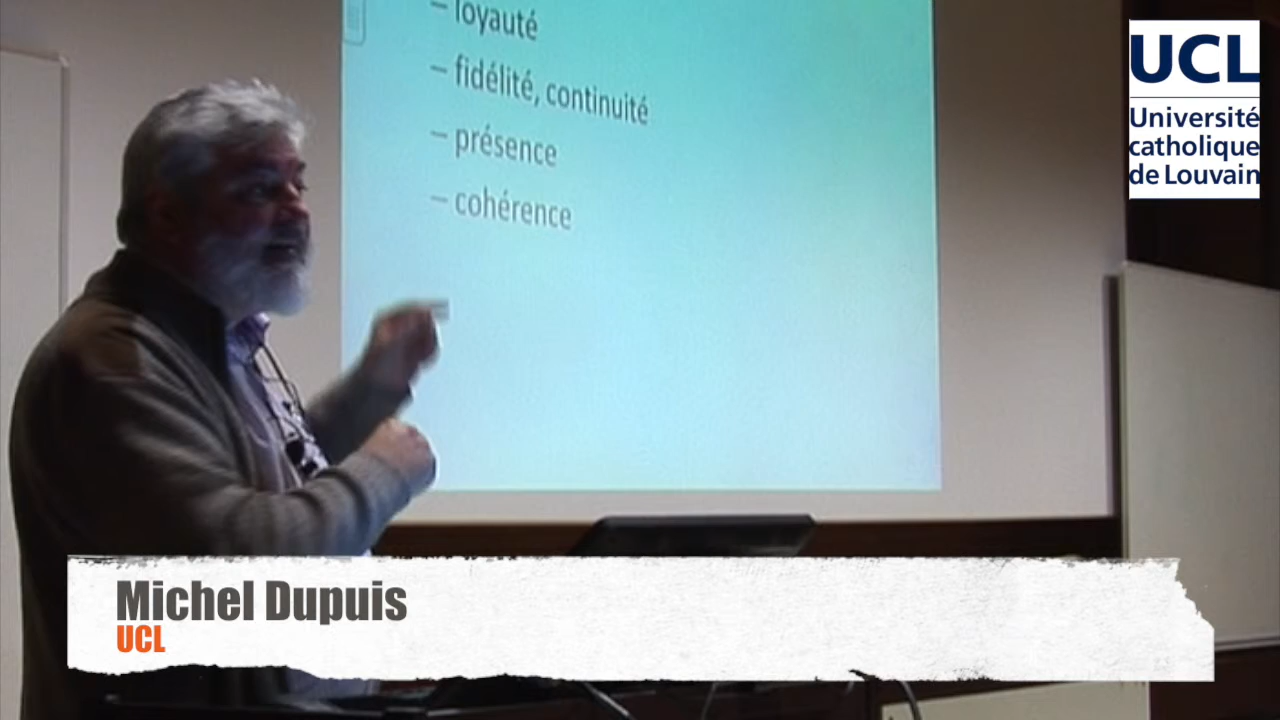 – loyauté
– fidélité, continuité
– présence
– cohérence
UCL
Université
catholique
de Louvain
Michel Dupuis
UCL